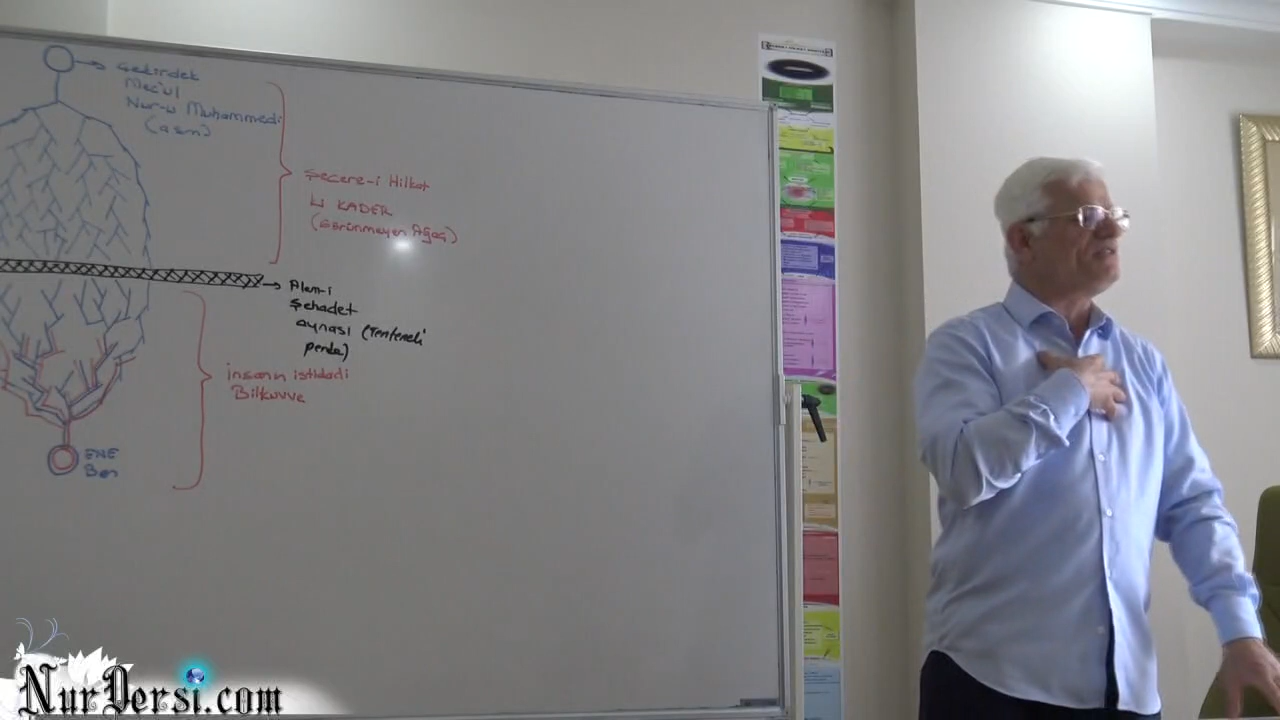 Çekirdek
Mec'ul
Nur-u Muhammedi
(asm)
Şecere-i Hilkat
↳ KADER
(Görünmeyen Ağaç)
Alem-i
Şehadet
aynası (Tenteneli
perde)
insanın istidadi
Bilkuvve
ENE
Ben
NurDersi.com